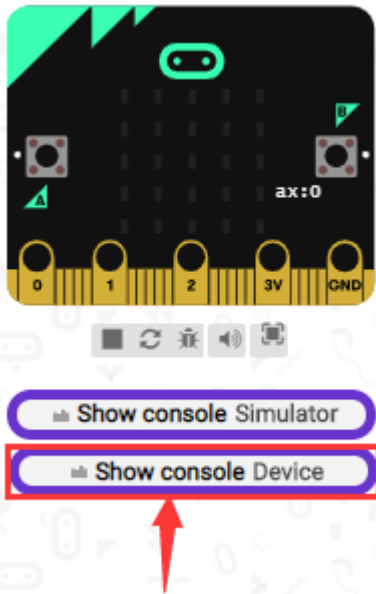 B
A
ax:0
0 1 2 3V GND
Show console Simulator
Show console Device